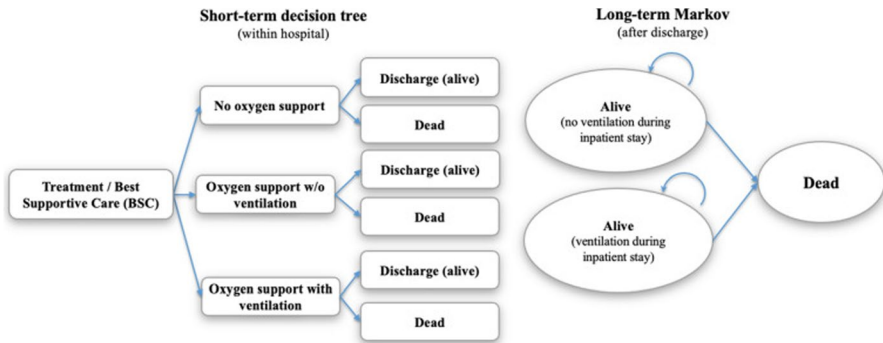 Short-term decision tree
(within hospital)
Long-term Markov
(after discharge)
Treatment / Best
Supportive Care (BSC)
No oxygen support
Discharge (alive)
Dead
Oxygen support w/o
ventilation
Discharge (alive)
Dead
Oxygen support with
ventilation
Discharge (alive)
Dead
Alive
(no ventilation during
inpatient stay)
Alive
(ventilation during
inpatient stay)
Dead